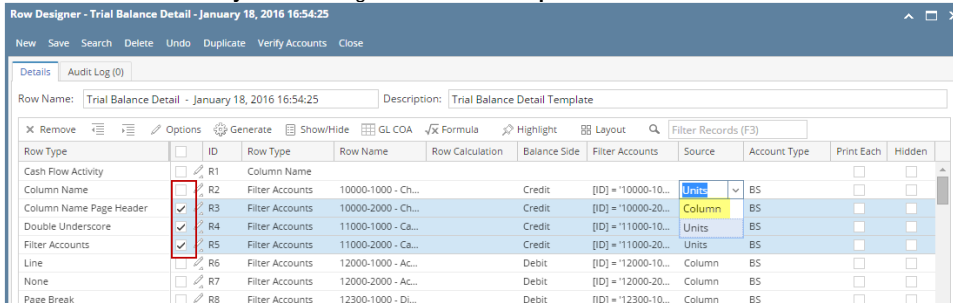 Row Designer - Trial Balance Detail - January 18, 2016 16:54:25
New Save Search Delete Undo Duplicate Verify Accounts Close
Details Audit Log (0)
Row Name: Trial Balance Detail - January 18, 2016 16:54:25 Description: Trial Balance Detail Template
Remove Options Generate Show/Hide GL COA Formula Highlight Layout Filter Records (F3)
Row Type ID Row Type Row Name Row Calculation Balance Side Filter Accounts Source Account Type Print Each Hidden
Cash Flow Activity R1 Column Name
Column Name R2 Filter Accounts 10000-1000 - Ch... Credit [ID] = '10000-10... Units BS
Column Name Page Header R3 Filter Accounts 10000-2000 - Ch... Credit [ID] = '10000-20... Column BS
Double Underscore R4 Filter Accounts 11000-1000 - Ca... Credit [ID] = '11000-10... Units BS
Filter Accounts R5 Filter Accounts 11000-2000 - Ca... Credit [ID] = '11000-20... Units BS
Line R6 Filter Accounts 12000-1000 - Ac... Debit [ID] = '12000-10... Column BS
None R7 Filter Accounts 12000-2000 - Ac... Debit [ID] = '12000-20... Column BS
Page Break R8 Filter Accounts 12300-1000 - Di... Debit [ID] = '12300-10... Column BS